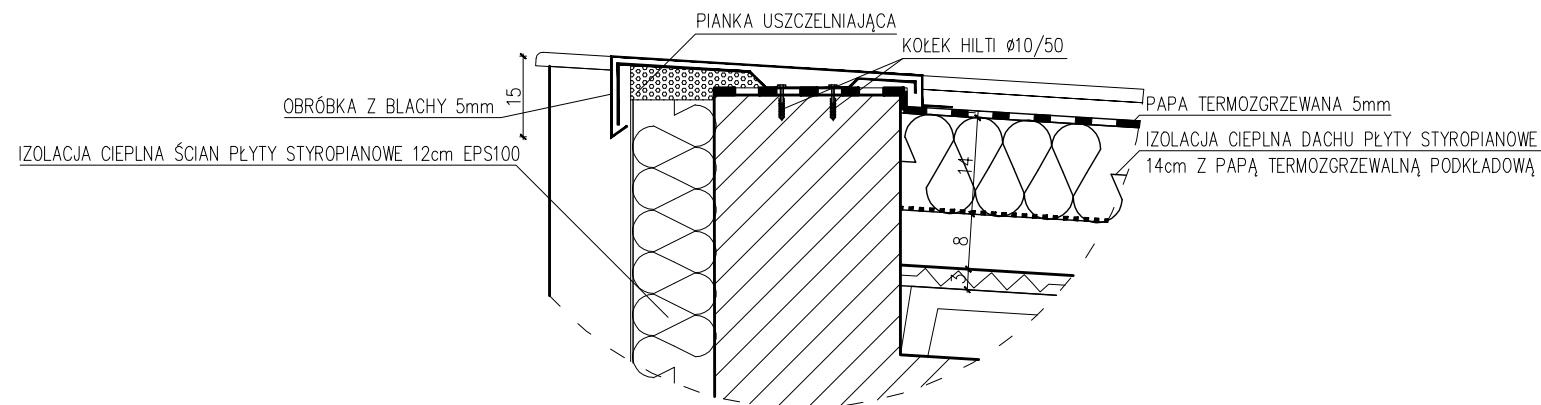 PIANKA USZCZELNIAJĄCA
KOŁEK HILTI Ø10/50
15
OBRÓBKA Z BLACHY 5mm
PAPA TERMOZGRZEWANA 5mm
IZOLACJA CIEPLNA ŚCIAN PŁYTY STYROPIANOWE 12cm EPS100
IZOLACJA CIEPLNA DACHU PŁYTY STYROPIANOWE
14cm Z PAPĄ TERMOZGRZEWALNĄ PODKŁADOWĄ
14
8
3